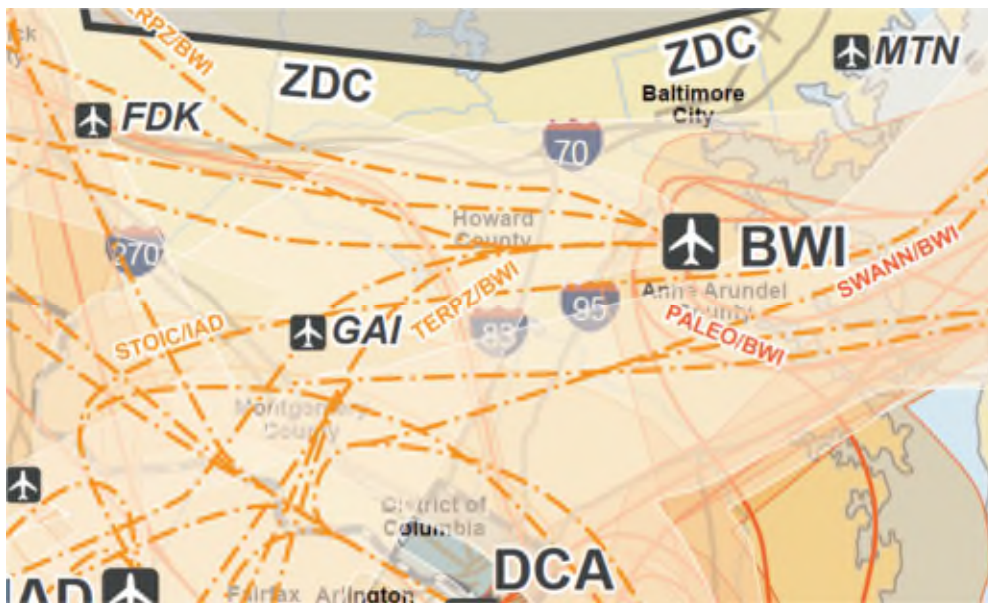 TERPZ/BWI
ck
ZDC
ZDC
MTN
Baltimore
City
FDK
70
Howard
County
270
BWI
SWANN/BWI
TERPZ/BWI
95
Anne Arundel
County
STOIC/IAD
GAI
83
PALEO/BWI
Montgomery
County
District of
Columbia
DCA
IAD
Fairfax
Arlington